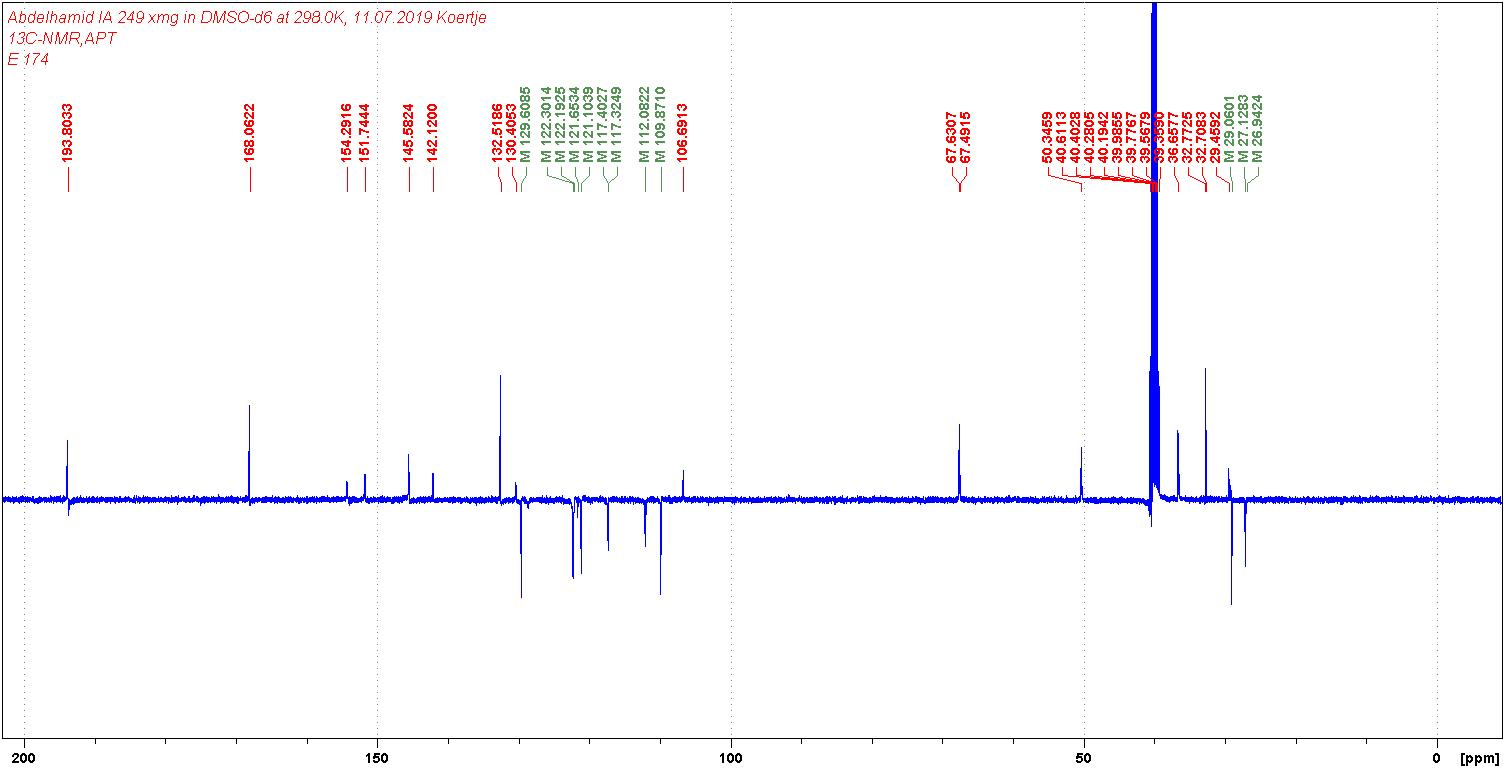 Abdelhamid IA 249 xmg in DMSO-d6 at 298.0K, 11.07.2019 Koertje
13C-NMR,APT
E 174
193.8033
168.0622
154.2916
151.7444
145.5824
142.1200
132.5186
130.4053
M 129.6085
M 122.3014
M 122.1925
M 121.6534
M 121.1039
M 117.4027
M 117.3249
M 112.0822
M 109.8710
106.6913
67.6307
67.4915
50.3459
40.6113
40.4028
40.2805
40.1942
39.9855
39.7767
39.5679
39.3590
36.6577
32.7725
32.7083
29.4592
M 29.0601
M 27.1283
M 26.9424
200 150 100 50 0 [ppm]